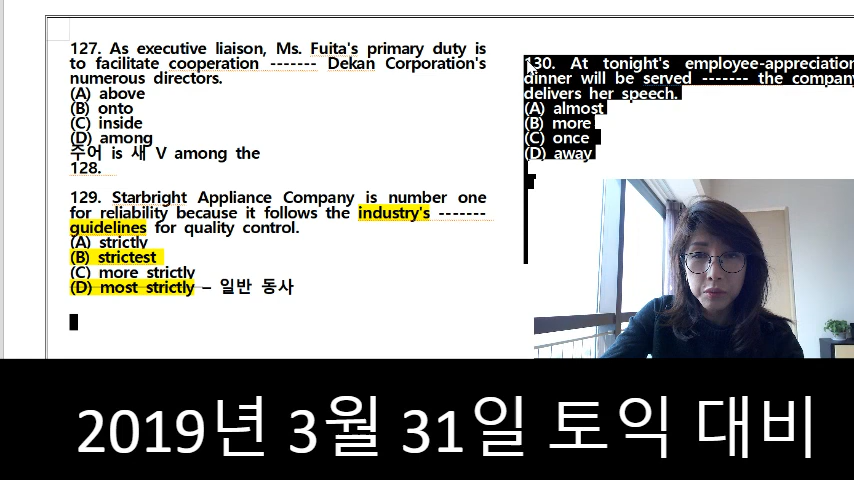 127. As executive liaison, Ms. Fuita's primary duty is
to facilitate cooperation ------- Dekan Corporation's
numerous directors.
(A) above
(B) onto
(C) inside
(D) among
주어 is 새 V among the
128.
129. Starbright Appliance Company is number one
for reliability because it follows the industry's -------
guidelines for quality control.
(A) strictly
(B) strictest
(C) more strictly
(D) most strictly – 일반 동사
130. At tonight's employee-appreciation
dinner will be served ------- the company
delivers her speech.
(A) almost
(B) more
(C) once
(D) away
2019년 3월 31일 토익 대비